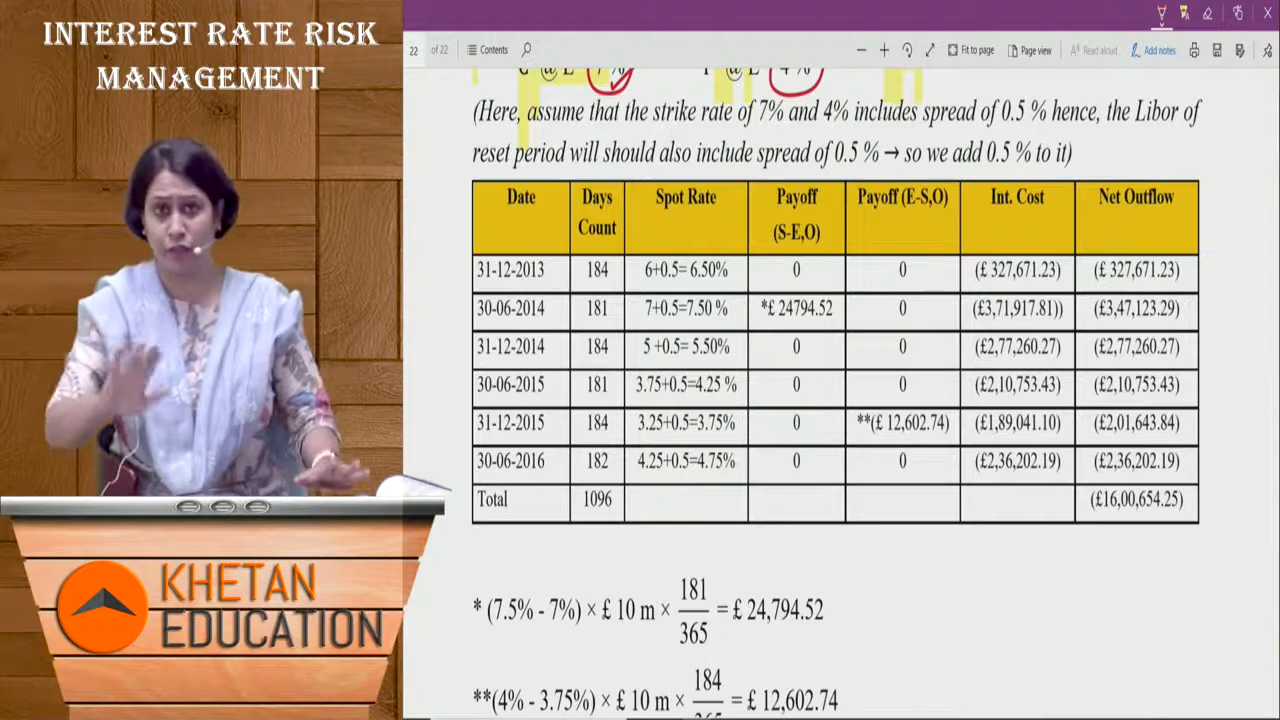 INTEREST RATE RISK
MANAGEMENT
22 of 22 Contents Fit to page Page view Read aloud Add notes
(Here, assume that the strike rate of 7% and 4% includes spread of 0.5 % hence, the Libor of
reset period will should also include spread of 0.5 % → so we add 0.5 % to it)
Date Days Count Spot Rate Payoff (S-E,O) Payoff (E-S,O) Int. Cost Net Outflow
31-12-2013 184 6+0.5= 6.50% 0 0 (£ 327,671.23) (£ 327,671.23)
30-06-2014 181 7+0.5=7.50 % *£ 24794.52 0 (£3,71,917.81)) (£3,47,123.29)
31-12-2014 184 5 +0.5= 5.50% 0 0 (£2,77,260.27) (£2,77,260.27)
30-06-2015 181 3.75+0.5=4.25 % 0 0 (£2,10,753.43) (£2,10,753.43)
31-12-2015 184 3.25+0.5=3.75% 0 **(£ 12,602.74) (£1,89,041.10) (£2,01,643.84)
30-06-2016 182 4.25+0.5=4.75% 0 0 (£2,36,202.19) (£2,36,202.19)
Total 1096 (£16,00,654.25)
* (7.5% - 7%) × £ 10 m × 181/365 = £ 24,794.52
**(4% - 3.75%) × £ 10 m × 184/365 = £ 12,602.74
KHETAN
EDUCATION